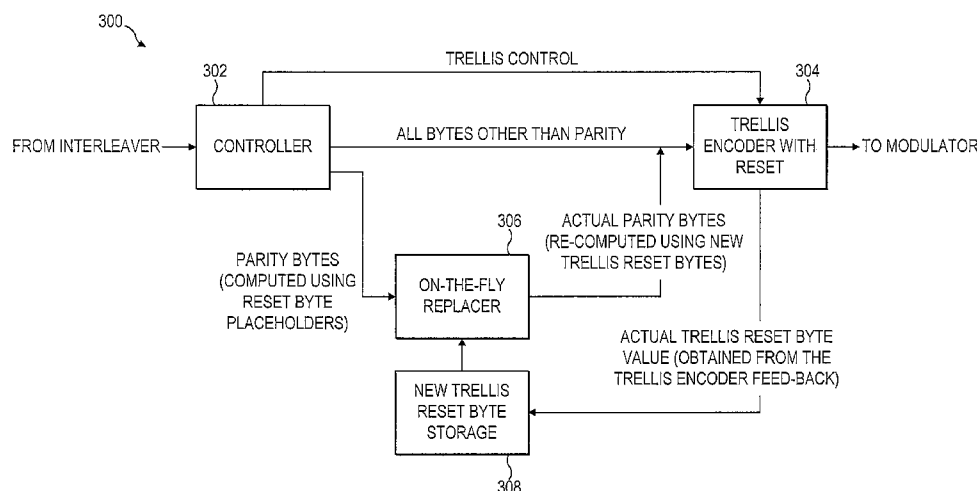 300
TRELLIS CONTROL
302
304
FROM INTERLEAVER
CONTROLLER
ALL BYTES OTHER THAN PARITY
TRELLIS
ENCODER WITH
RESET
TO MODULATOR
PARITY BYTES
(COMPUTED USING
RESET BYTE
PLACEHOLDERS)
306
ON-THE-FLY
REPLACER
ACTUAL PARITY BYTES
(RE-COMPUTED USING NEW
TRELLIS RESET BYTES)
ACTUAL TRELLIS RESET BYTE
VALUE (OBTAINED FROM THE
TRELLIS ENCODER FEED-BACK)
NEW TRELLIS
RESET BYTE
STORAGE
308